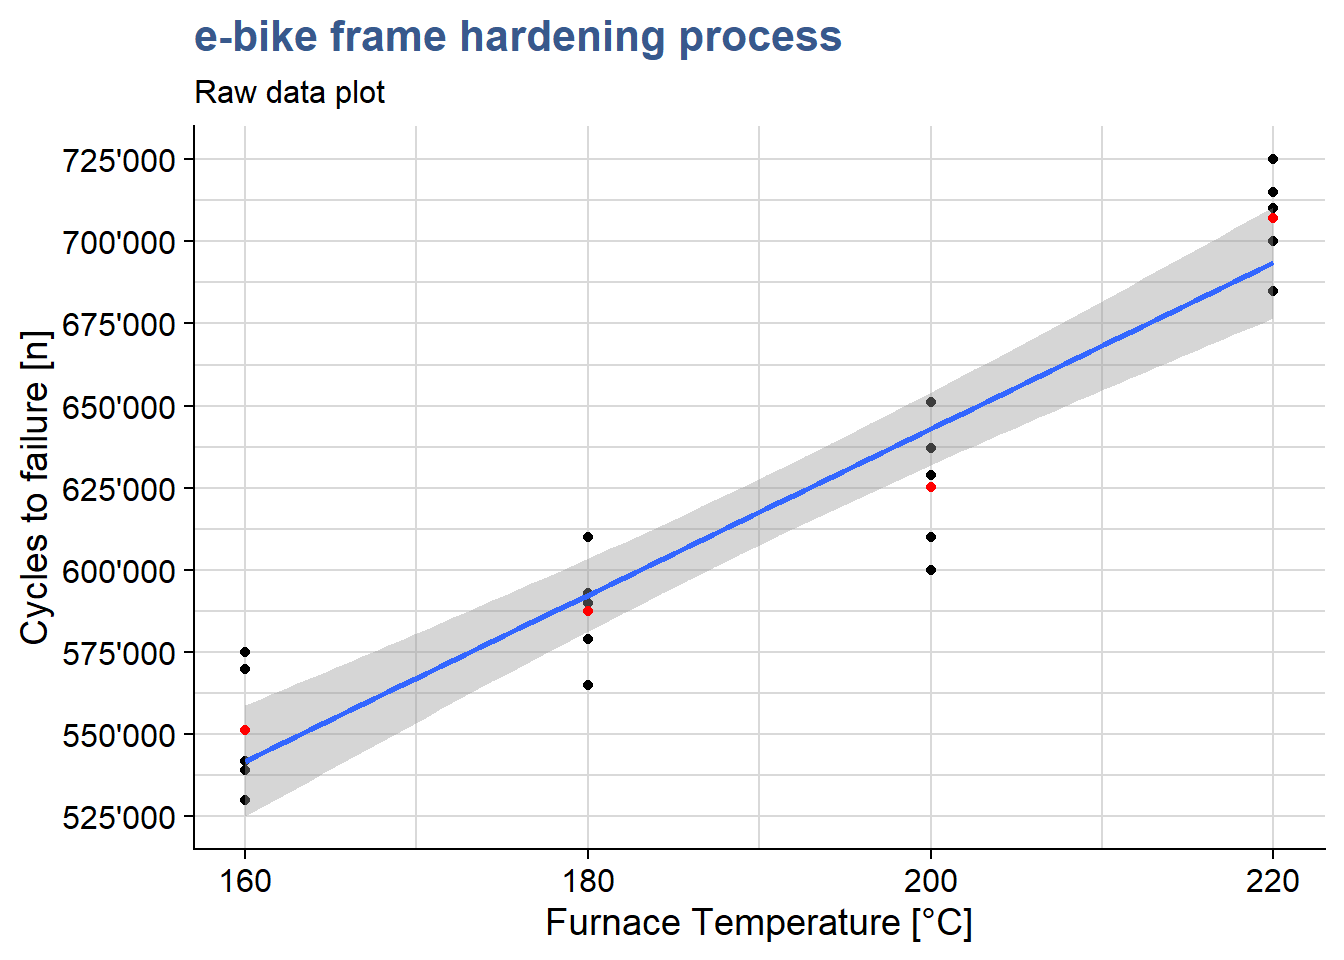 e-bike frame hardening process
Raw data plot
Cycles to failure [n]
725'000
700'000
675'000
650'000
625'000
600'000
575'000
550'000
525'000
160 180 200 220
Furnace Temperature [°C]